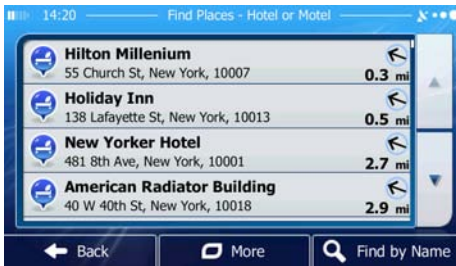 14:20 Find Places - Hotel or Motel
Hilton Millenium
55 Church St, New York, 10007
0.3 mi
Holiday Inn
138 Lafayette St, New York, 10013
0.5 mi
New Yorker Hotel
481 8th Ave, New York, 10001
2.7 mi
American Radiator Building
40 W 40th St, New York, 10018
2.9 mi
Back More Find by Name